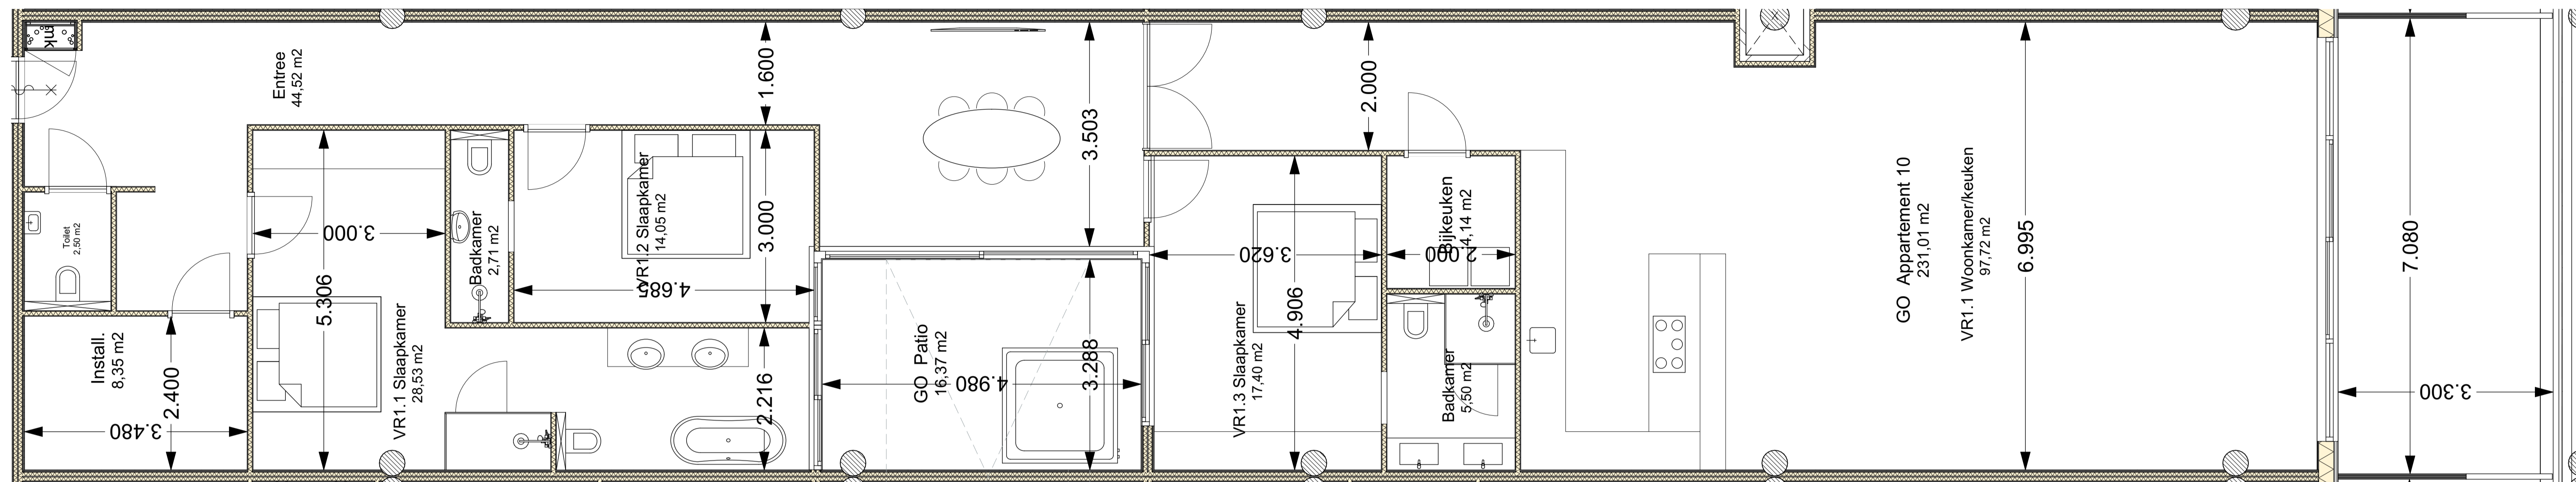 mk
Entree
44,52 m2
1.600
3.503
2.000
Toilet
2,50 m2
Install.
8,35 m2
2.400
3.480
3.000
5.306
VR1.1 Slaapkamer
28,53 m2
Badkamer
2,71 m2
VR1.2 Slaapkamer
14,05 m2
4.685
3.000
2.216
GO Patio
16,37 m2
4.980
3.288
3.620
4.906
VR1.3 Slaapkamer
17,40 m2
Bijkeuken
4,14 m2
2.000
Badkamer
5,50 m2
GO Appartement 10
231,01 m2
VR1.1 Woonkamer/keuken
97,72 m2
6.995
7.080
3.300